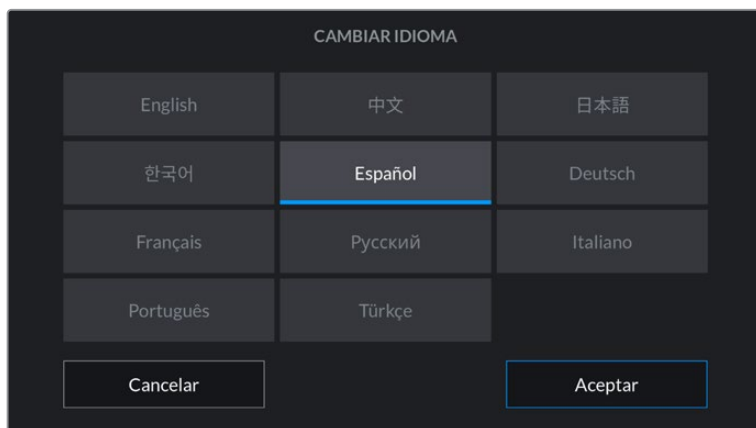 CAMBIAR IDIOMA
English 中文 日本語
한국어 Español Deutsch
Français Русский Italiano
Português Türkçe
Cancelar Aceptar